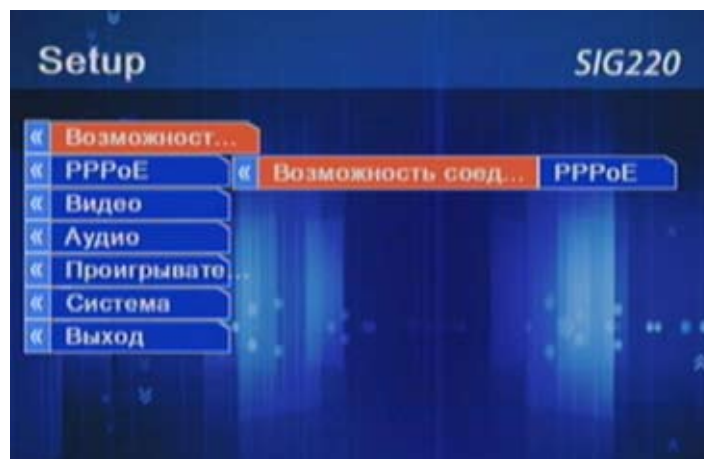 Setup
SIG220
« Возможност...
« PPPoE
« Возможность соед... PPPoE
« Видео
« Аудио
« Проигрывате...
« Система
« Выход